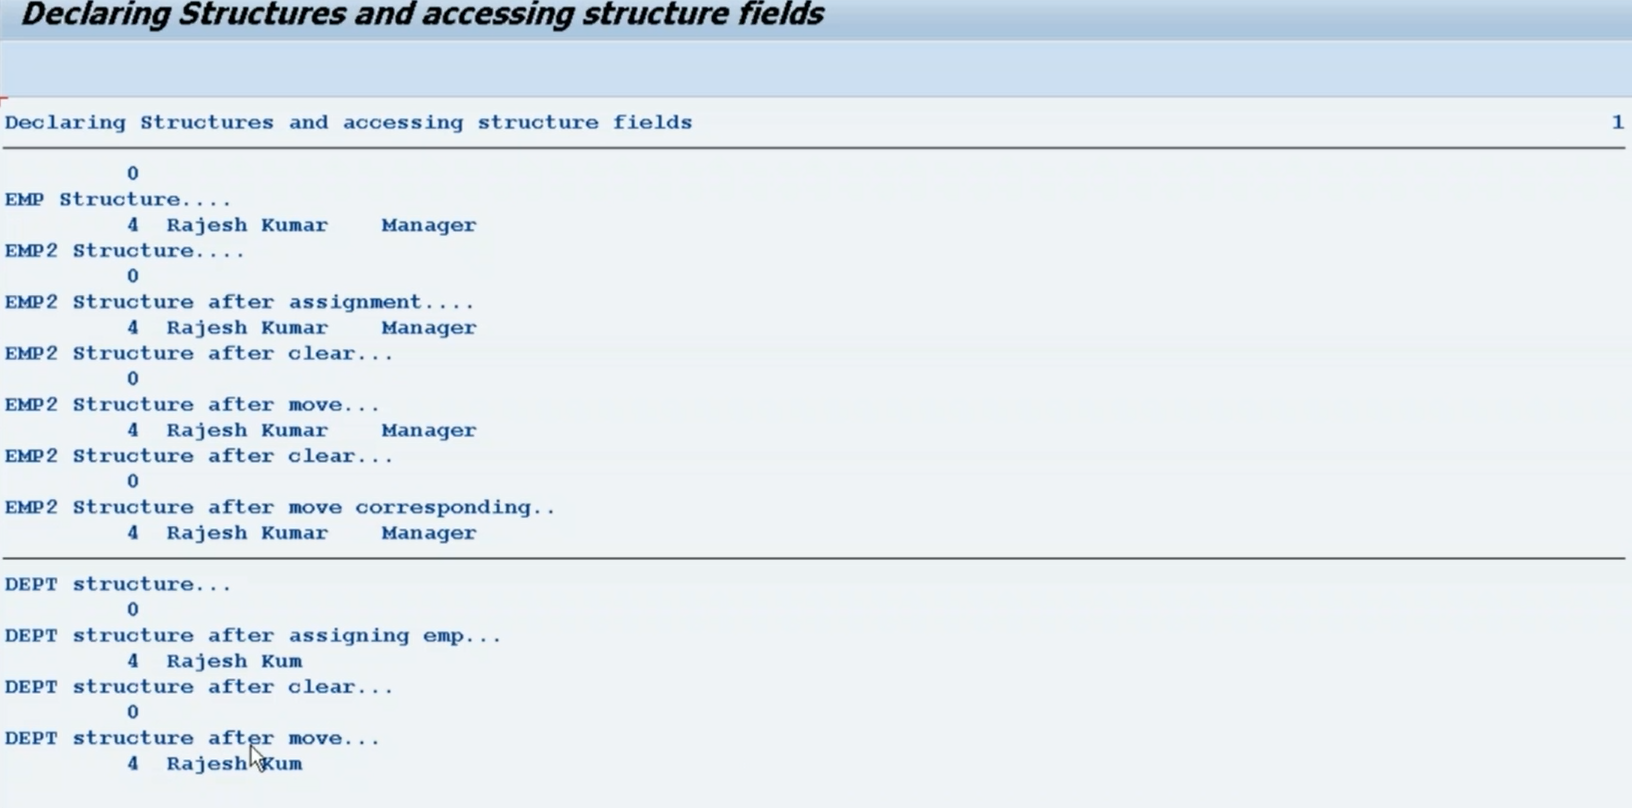 Declaring Structures and accessing structure fields
Declaring Structures and accessing structure fields 1
0
EMP Structure....
4 Rajesh Kumar Manager
EMP2 Structure....
0
EMP2 Structure after assignment....
4 Rajesh Kumar Manager
EMP2 Structure after clear...
0
EMP2 Structure after move...
4 Rajesh Kumar Manager
EMP2 Structure after clear...
0
EMP2 Structure after move corresponding..
4 Rajesh Kumar Manager
DEPT structure...
0
DEPT structure after assigning emp...
4 Rajesh Kum
DEPT structure after clear...
0
DEPT structure after move...
4 Rajesh Kum